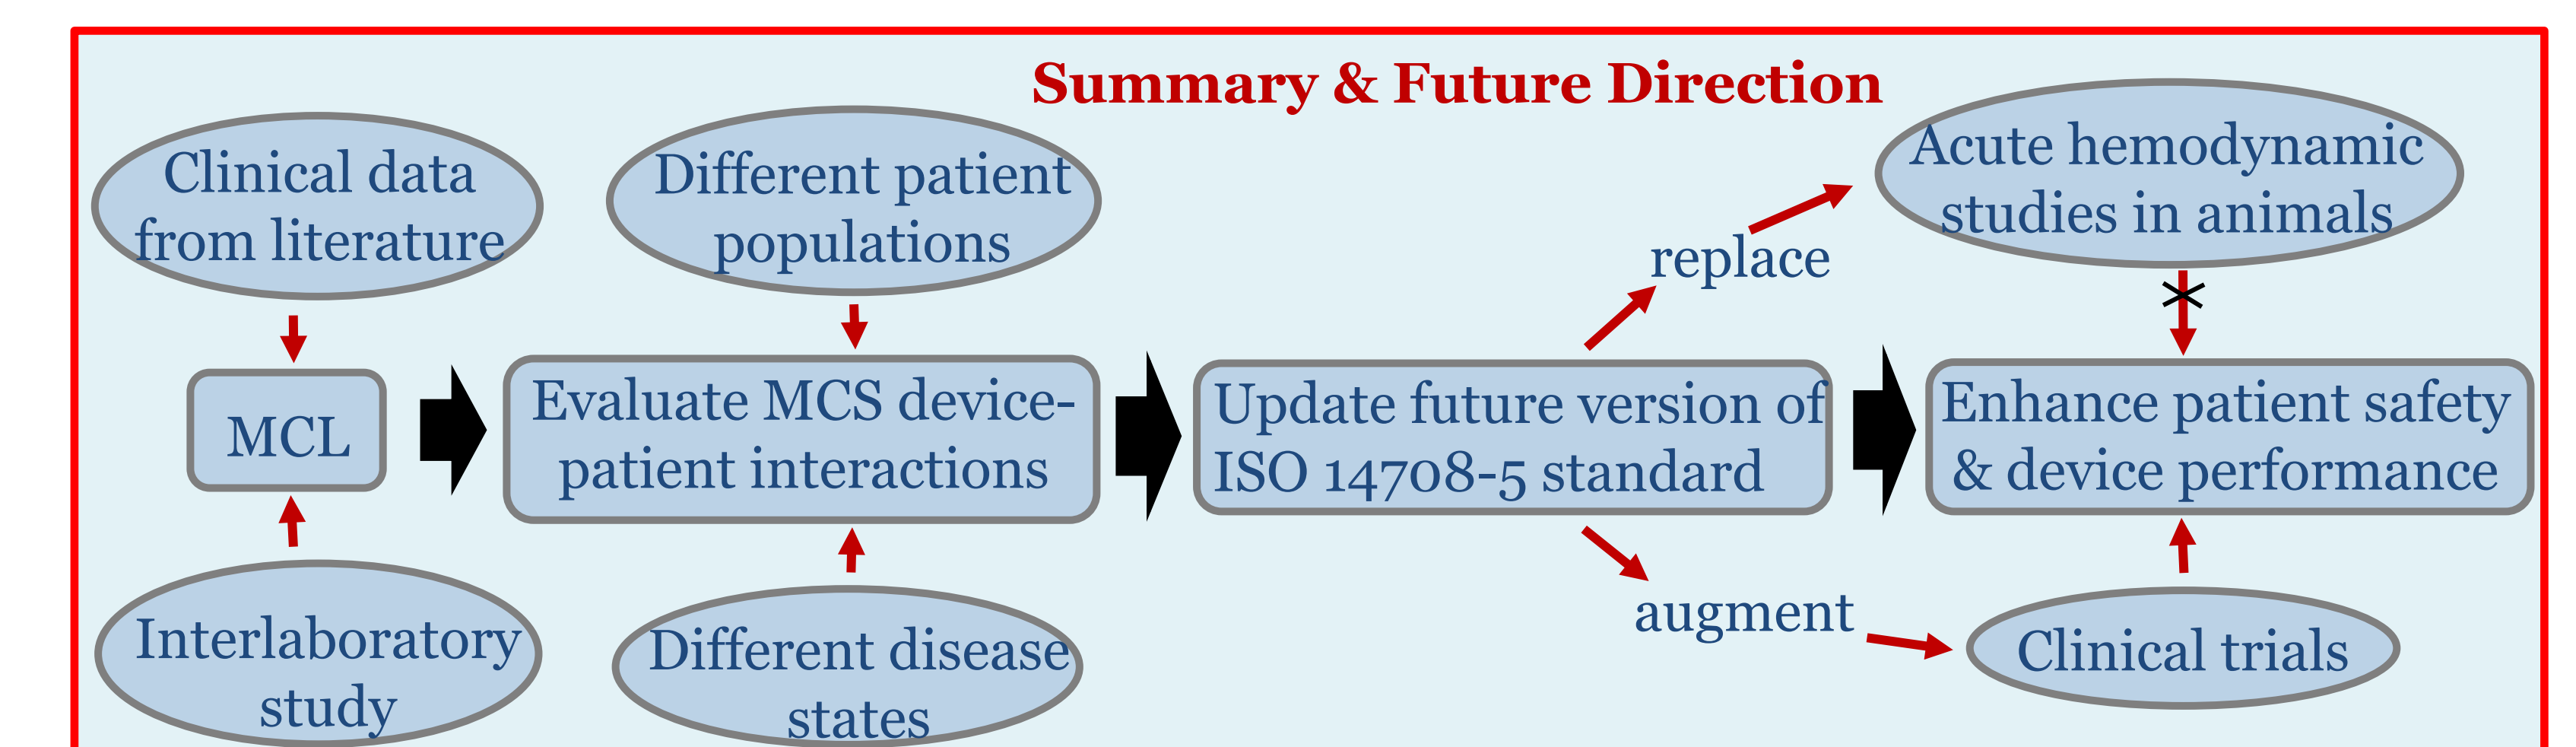 Summary & Future Direction
Clinical data
from literature
Different patient
populations
Acute hemodynamic
studies in animals
replace
MCL
Evaluate MCS device-
patient interactions
Update future version of
ISO 14708-5 standard
Enhance patient safety
& device performance
Interlaboratory
study
Different disease
states
augment
Clinical trials